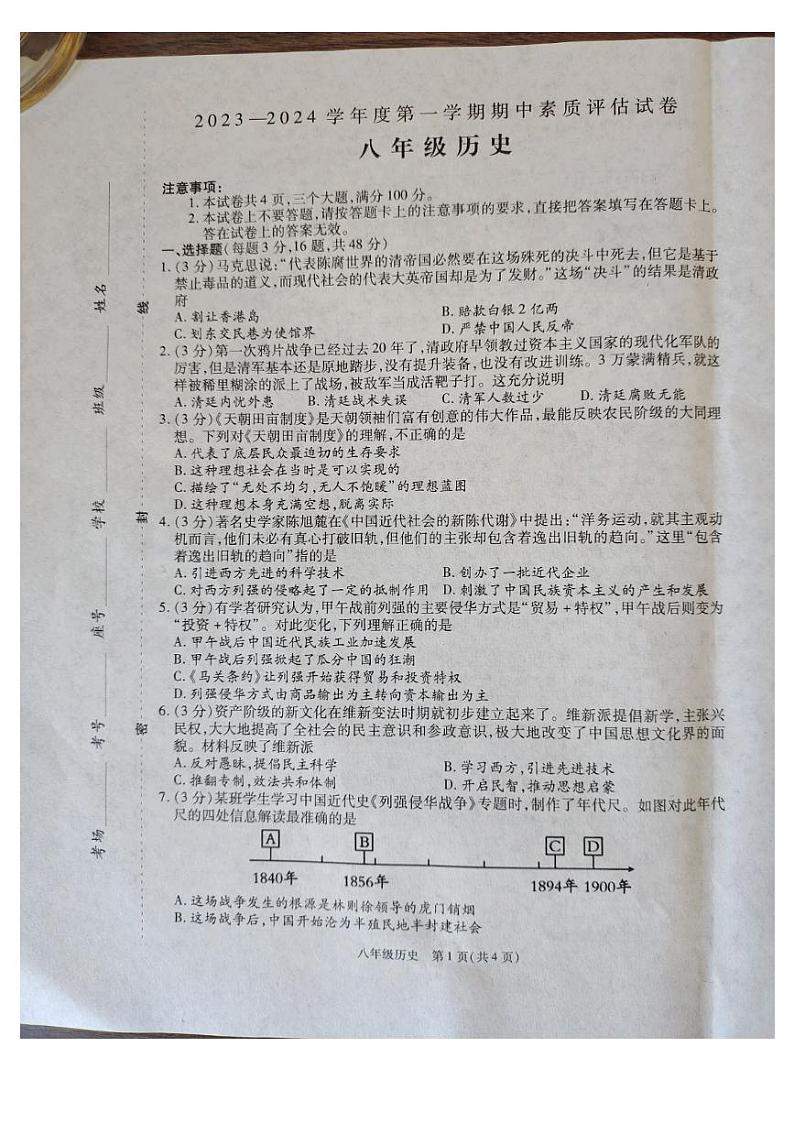 2023—2024学年度第一学期期中素质评估试卷
八年级历史
注意事项:
1.本试卷共4页,三个大题,满分100分。
2.本试卷上不要答题,请按答题卡上的注意事项的要求,直接把答案填写在答题卡上。
答在试卷上的答案无效。
一、选择题(每题3分,16题,共48分)
1.(3分)马克思说:“代表陈腐世界的清帝国必然要在这场殊死的决斗中死去,但它是基于
禁止毒品的道义,而现代社会的代表大英帝国却是为了发财。”这场“决斗”的结果是清政
府
A.割让香港岛 B.赔款白银2亿两
C.划东交民巷为使馆界 D.严禁中国人民反帝
2.(3分)第一次鸦片战争已经过去20年了,清政府早领教过资本主义国家的现代化军队的
厉害,但是清军基本还是原地踏步,没有提升装备,也没有改进训练。3万蒙满精兵,就这
样被稀里糊涂的派上了战场,被敌军当成活靶子打。这充分说明
A.清廷内忧外患 B.清廷战术失误 C.清军人数过少 D.清廷腐败无能
3.(3分)《天朝田亩制度》是天朝领袖们富有创意的伟大作品,最能反映农民阶级的大同理
想。下列对《天朝田亩制度》的理解,不正确的是
A.代表了底层民众最迫切的生存要求
B.这种理想社会在当时是可以实现的
C.描绘了“无处不均匀,无人不饱暖”的理想蓝图
D.这种理想本身充满空想,脱离实际
4.(3分)著名史学家陈旭麓在《中国近代社会的新陈代谢》中提出:“洋务运动,就其主观动
机而言,他们未必有真心打破旧轨,但他们的主张却包含着逸出旧轨的趋向。”这里“包含
着逸出旧轨的趋向”指的是
A.引进西方先进的科学技术 B.创办了一批近代企业
C.对西方列强的侵略起了一定的抵制作用 D.刺激了中国民族资本主义的产生和发展
5.(3分)有学者研究认为,甲午战前列强的主要侵华方式是“贸易+特权”,甲午战后则变为
“投资+特权”。对此变化,下列理解正确的是
A.甲午战后中国近代民族工业加速发展
B.甲午战后列强掀起了瓜分中国的狂潮
C.《马关条约》让列强开始获得贸易和投资特权
D.列强侵华方式由商品输出为主转向资本输出为主
6.(3分)资产阶级的新文化在维新变法时期就初步建立起来了。维新派提倡新学,主张兴
民权,大大地提高了全社会的民主意识和参政意识,极大地改变了中国思想文化界的面
貌。材料反映了维新派
A.反对愚昧,提倡民主科学 B.学习西方,引进先进技术
C.推翻专制,效法共和体制 D.开启民智,推动思想启蒙
7.(3分)某班学生学习中国近代史《列强侵华战争》专题时,制作了年代尺。如图对此年代
尺的四处信息解读最准确的是
A B C D
1840年 1856年 1894年 1900年
A.这场战争发生的根源是林则徐领导的虎门销烟
B.这场战争后,中国开始沦为半殖民地半封建社会
八年级历史 第1页(共4页)
考场 考号 座号 学校 班级 姓名
密 封 线